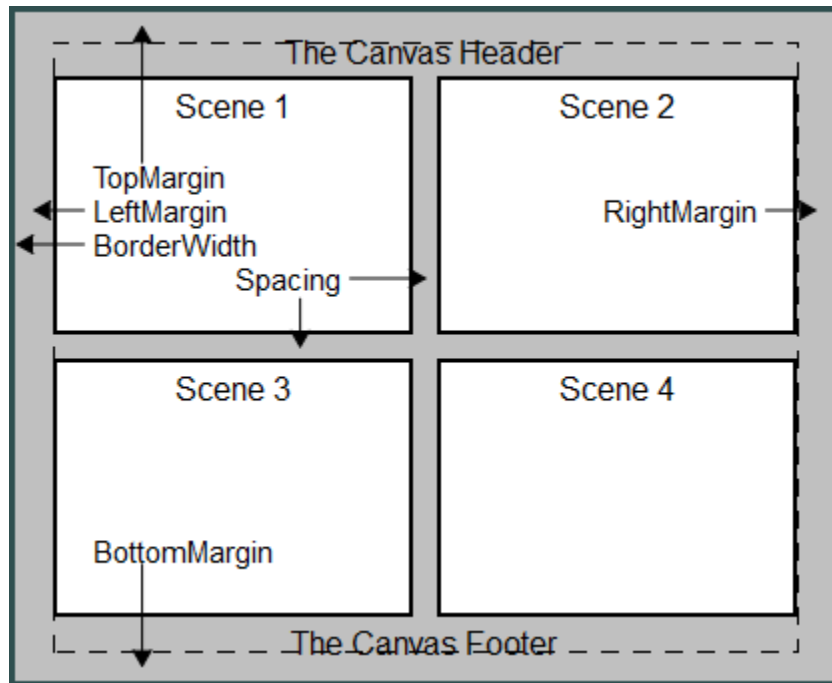 The Canvas Header
Scene 1
Scene 2
TopMargin
LeftMargin
RightMargin
BorderWidth
Spacing
Scene 3
Scene 4
BottomMargin
The Canvas Footer